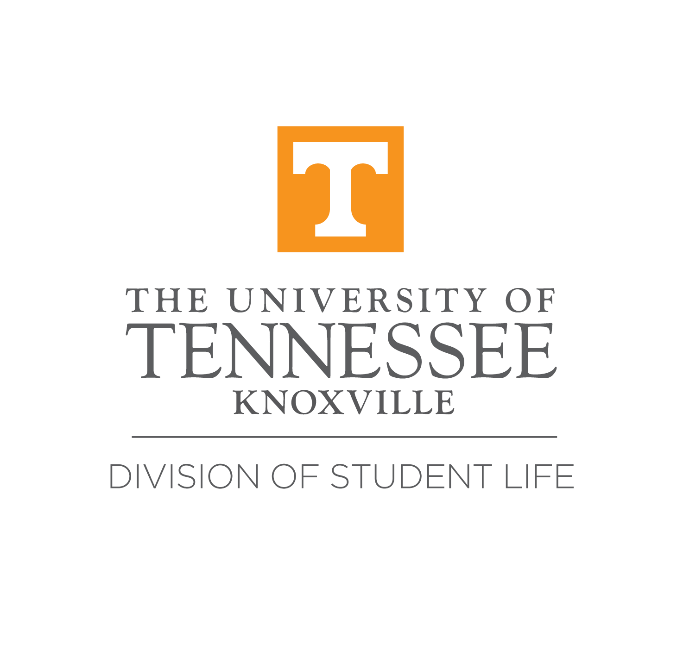 T
THE UNIVERSITY OF
TENNESSEE
KNOXVILLE
DIVISION OF STUDENT LIFE